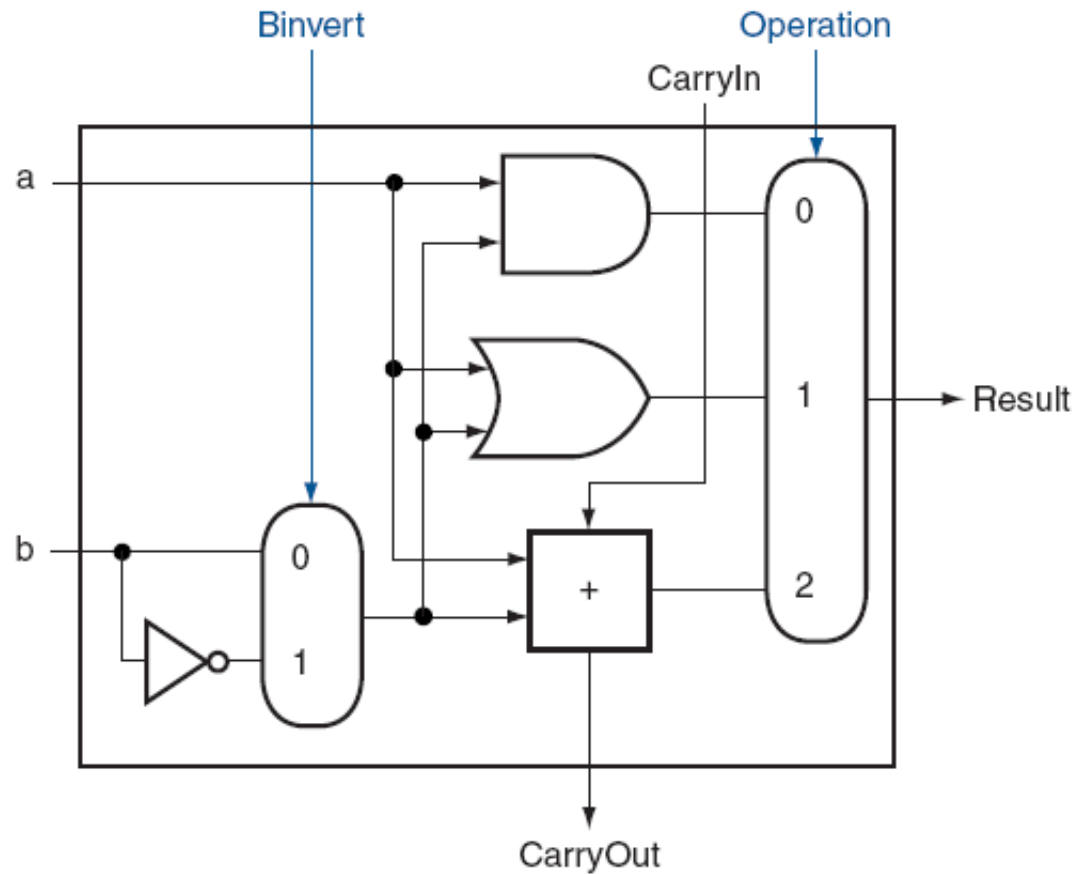 Binvert
Operation
CarryIn
a
0
1
Result
b
0
+
2
1
CarryOut